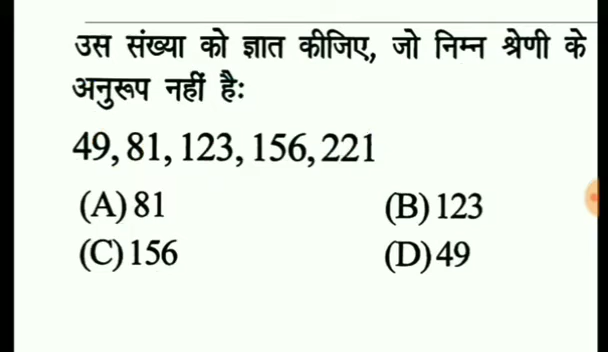 उस संख्या को ज्ञात कीजिए, जो निम्न श्रेणी के
अनुरूप नहीं है:
49, 81, 123, 156, 221
(A) 81 (B) 123
(C) 156 (D) 49